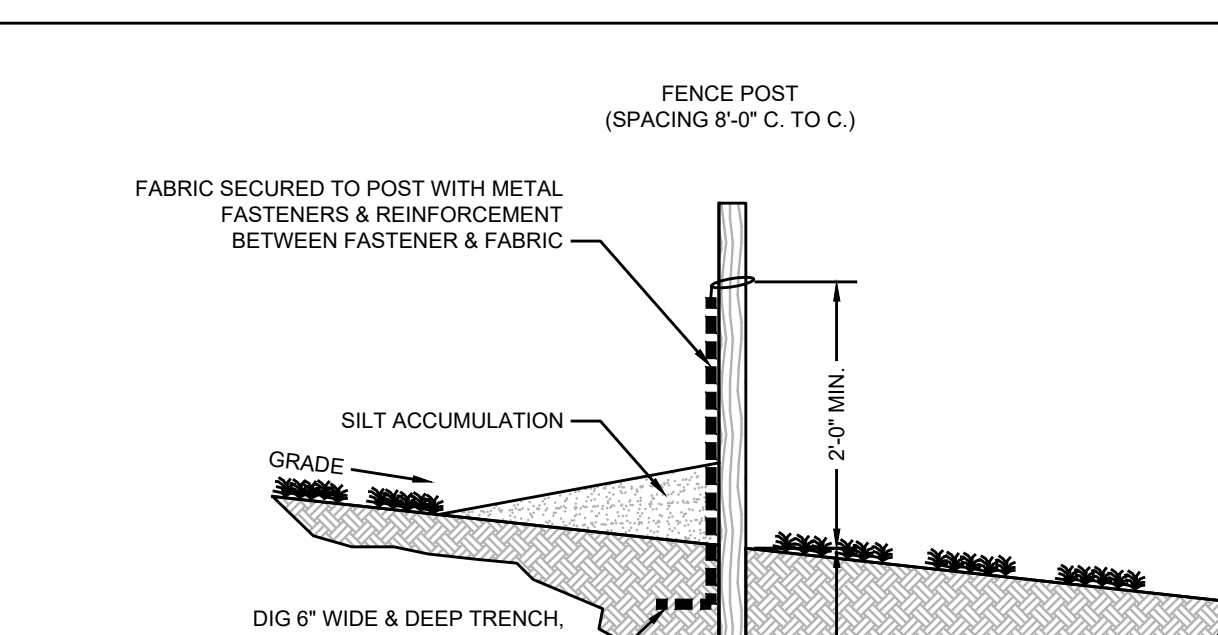 FENCE POST
(SPACING 8'-0" C. TO C.)
FABRIC SECURED TO POST WITH METAL
FASTENERS & REINFORCEMENT
BETWEEN FASTENER & FABRIC
2'-0" MIN.
SILT ACCUMULATION
GRADE
DIG 6" WIDE & DEEP TRENCH,